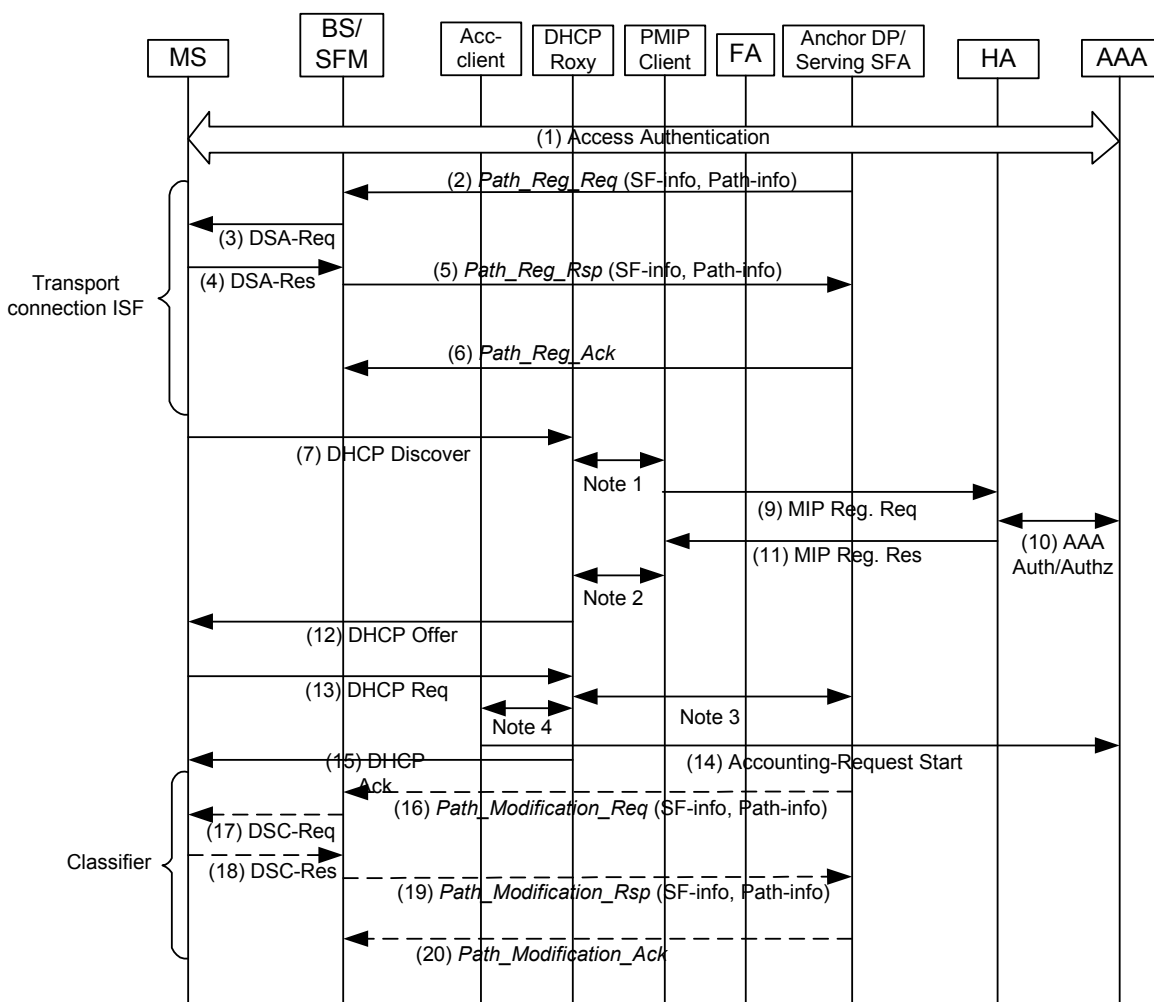 MS
BS/
SFM
Acc-
client
DHCP
Roxy
PMIP
Client
FA
Anchor DP/
Serving SFA
HA
AAA
(1) Access Authentication
(2) Path_Reg_Req (SF-info, Path-info)
(3) DSA-Req
(4) DSA-Res
(5) Path_Reg_Rsp (SF-info, Path-info)
Transport
connection ISF
(6) Path_Reg_Ack
(7) DHCP Discover
Note 1
(9) MIP Reg. Req
(11) MIP Reg. Res
(10) AAA
Auth/Authz
Note 2
(12) DHCP Offer
(13) DHCP Req
Note 4
Note 3
(15) DHCP
Ack
(14) Accounting-Request Start
(16) Path_Modification_Req (SF-info, Path-info)
(17) DSC-Req
Classifier
(18) DSC-Res
(19) Path_Modification_Rsp (SF-info, Path-info)
(20) Path_Modification_Ack